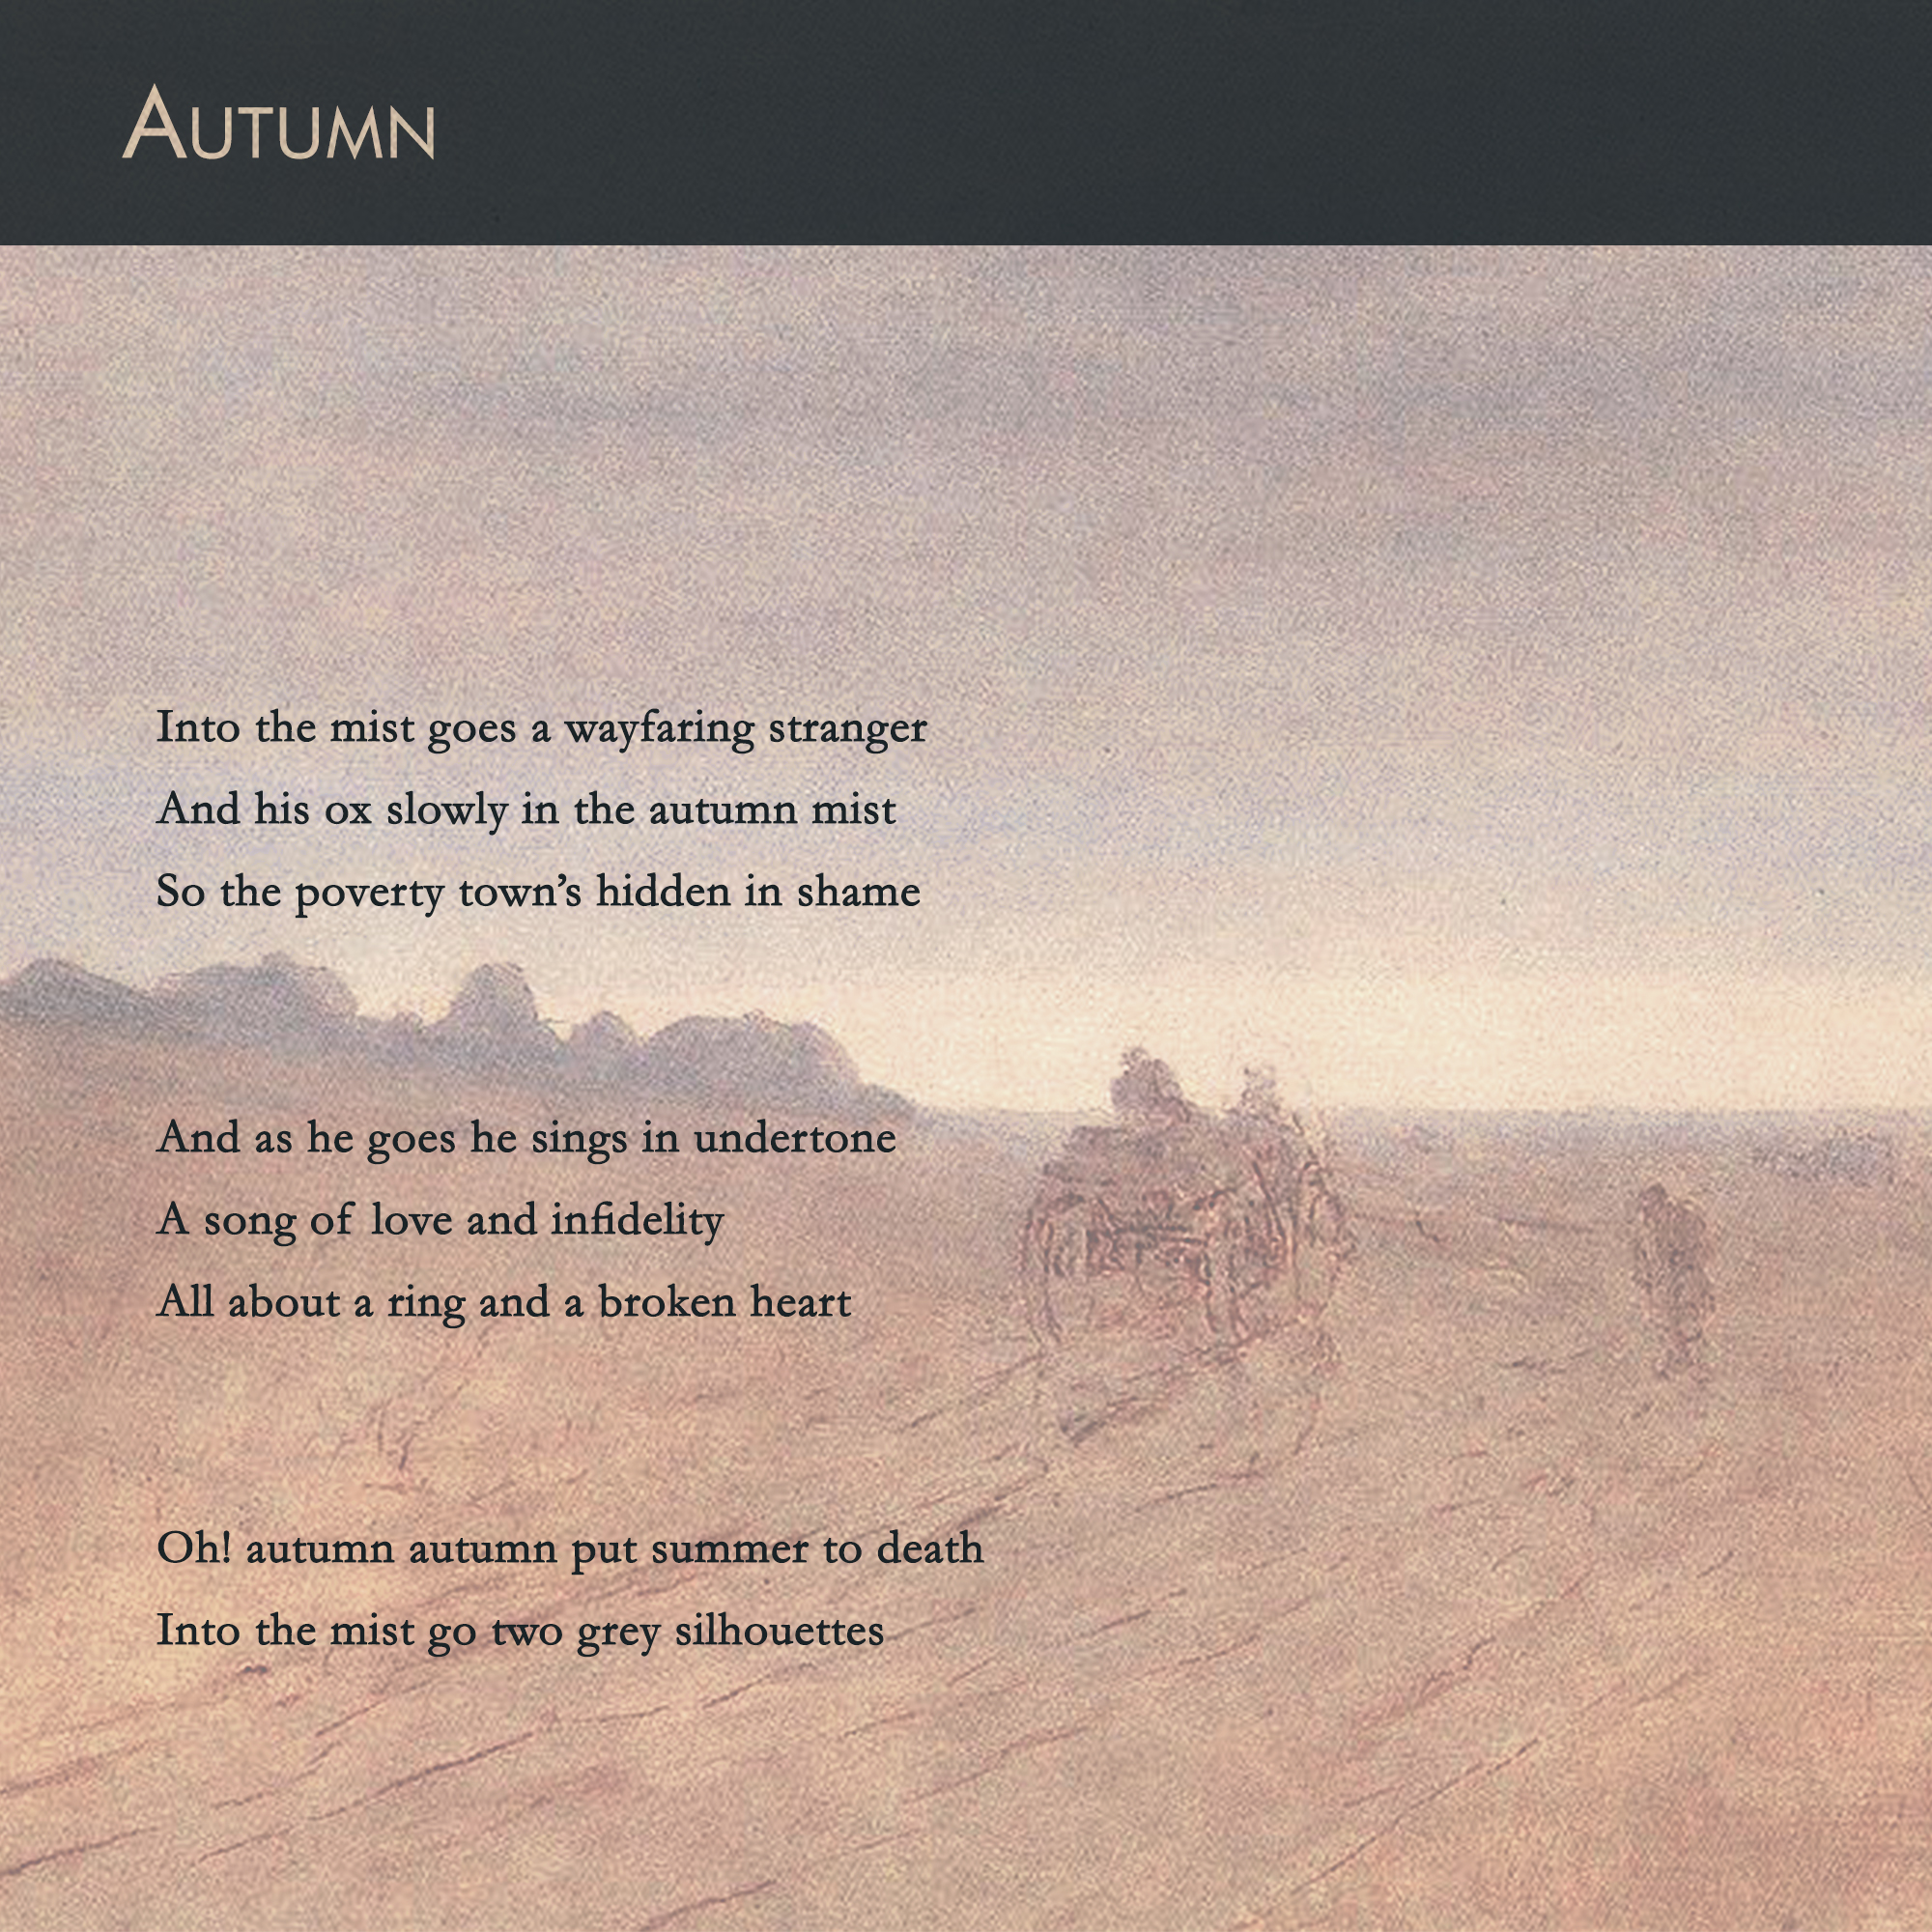 AUTUMN
Into the mist goes a wayfaring stranger
And his ox slowly in the autumn mist
So the poverty town’s hidden in shame
And as he goes he sings in undertone
A song of love and infidelity
All about a ring and a broken heart
Oh! autumn autumn put summer to death
Into the mist go two grey silhouettes